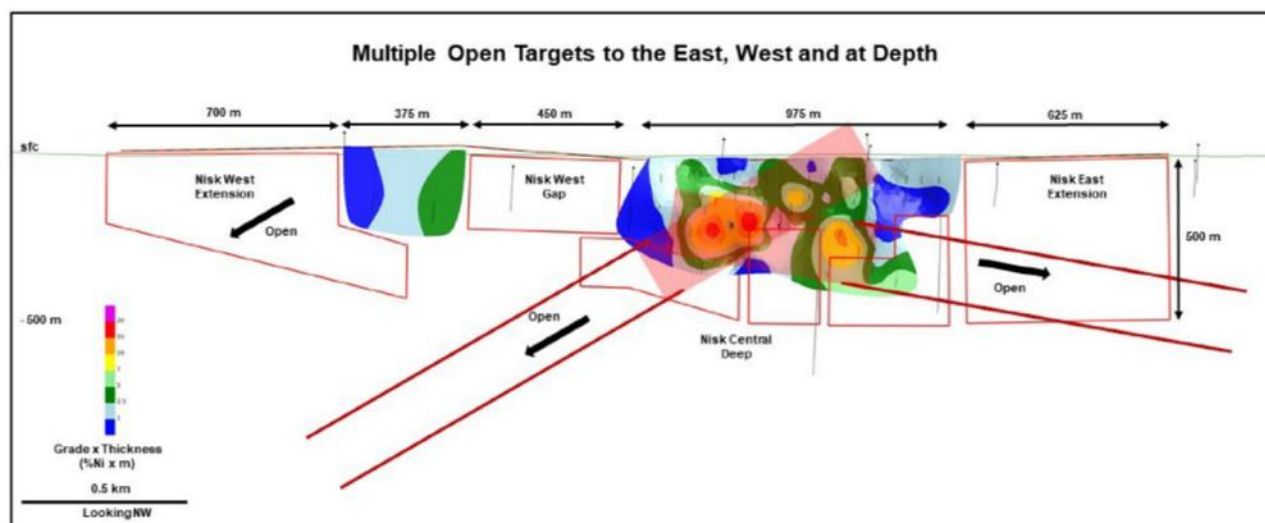 Multiple Open Targets to the East, West and at Depth
700 m
375 m
450 m
975 m
625 m
sfc
Nisk West
Extension
Open
Nisk West
Gap
Nisk East
Extension
500 m
Open
- 500 m
Open
Nisk Central
Deep
Grade x Thickness
(%Ni x m)
0.5 km
LookingNW